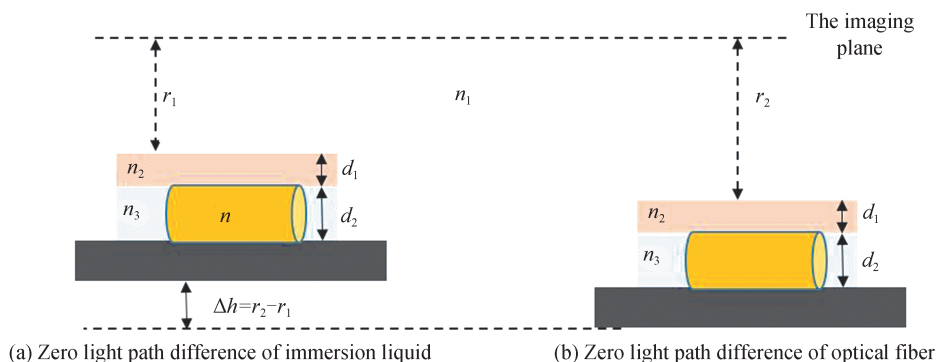 The imaging
plane
r₁
n₁
r₂
n₂
d₁
n₃
n
d₂
n₂
d₁
n₃
d₂
Δh=r₂−r₁
(a) Zero light path difference of immersion liquid
(b) Zero light path difference of optical fiber